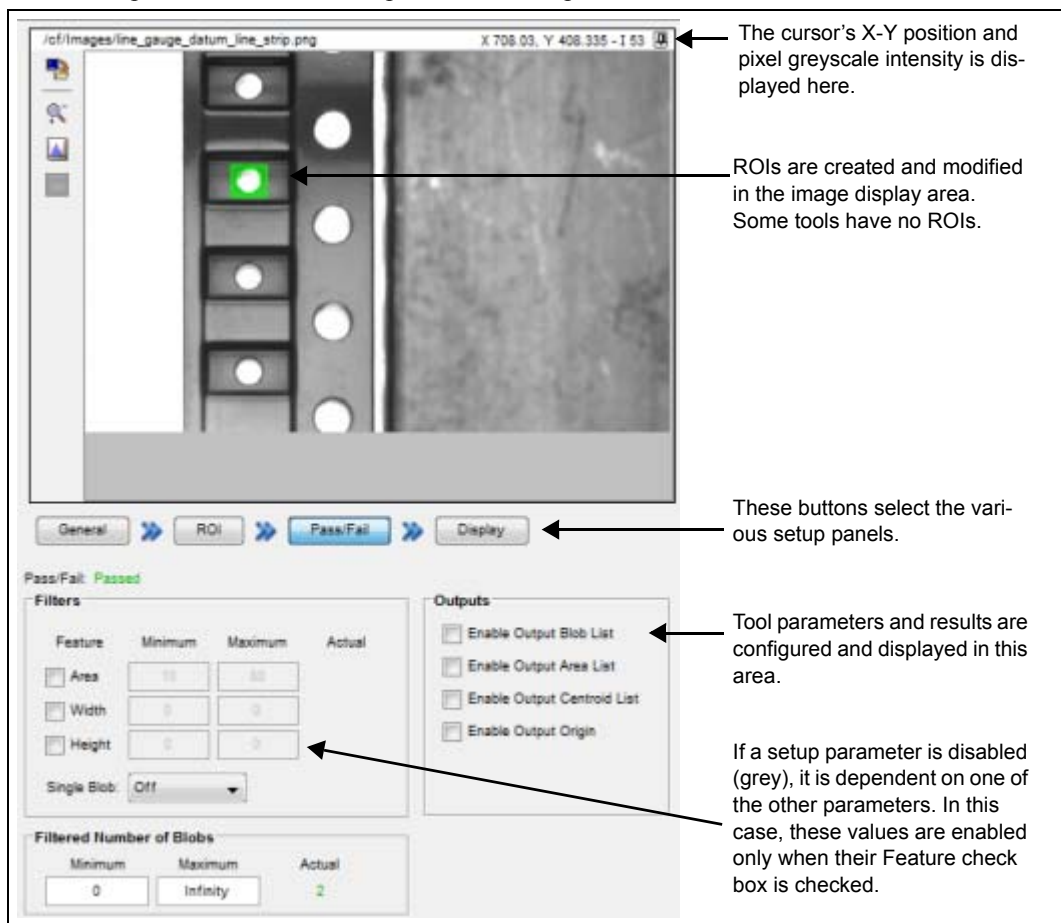 /cf/Images/line_gauge_datum_line_strip.png
X 708.03, Y 408.335 - I 53
The cursor’s X-Y position and
pixel greyscale intensity is dis-
played here.
ROIs are created and modified
in the image display area.
Some tools have no ROIs.
General
ROI
Pass/Fail
Display
These buttons select the vari-
ous setup panels.
Pass/Fail: Passed
Filters
Feature Minimum Maximum Actual
Area
Width 0 0
Height 0 0
Single Blob: Off
Outputs
Enable Output Blob List
Enable Output Area List
Enable Output Centroid List
Enable Output Origin
Tool parameters and results are
configured and displayed in this
area.
If a setup parameter is disabled
(grey), it is dependent on one of
the other parameters. In this
case, these values are enabled
only when their Feature check
box is checked.
Filtered Number of Blobs
Minimum Maximum Actual
0 Infinity 2